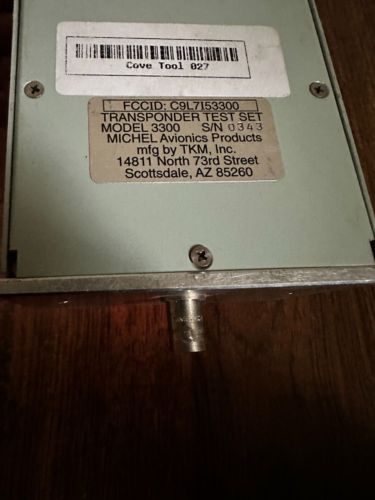 Cove Tool 027
FCCID: C9L7I53300
TRANSPONDER TEST SET
MODEL 3300 S/N 0343
MICHEL Avionics Products
mfg by TKM, Inc.
14811 North 73rd Street
Scottsdale, AZ 85260